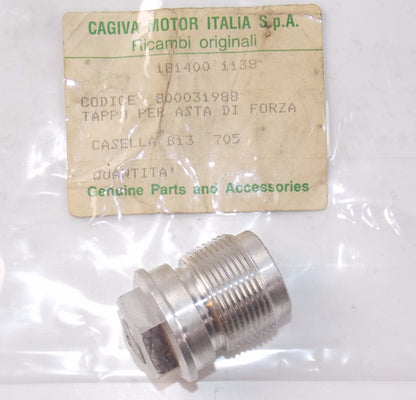 CAGIVA MOTOR ITALIA S.p.A.
Ricambi originali
181400 1138
CODICE 800031988
TAPPO PER ASTA DI FORZA
CASELLA B13 705
QUANTITA'
Genuine Parts and Accessories